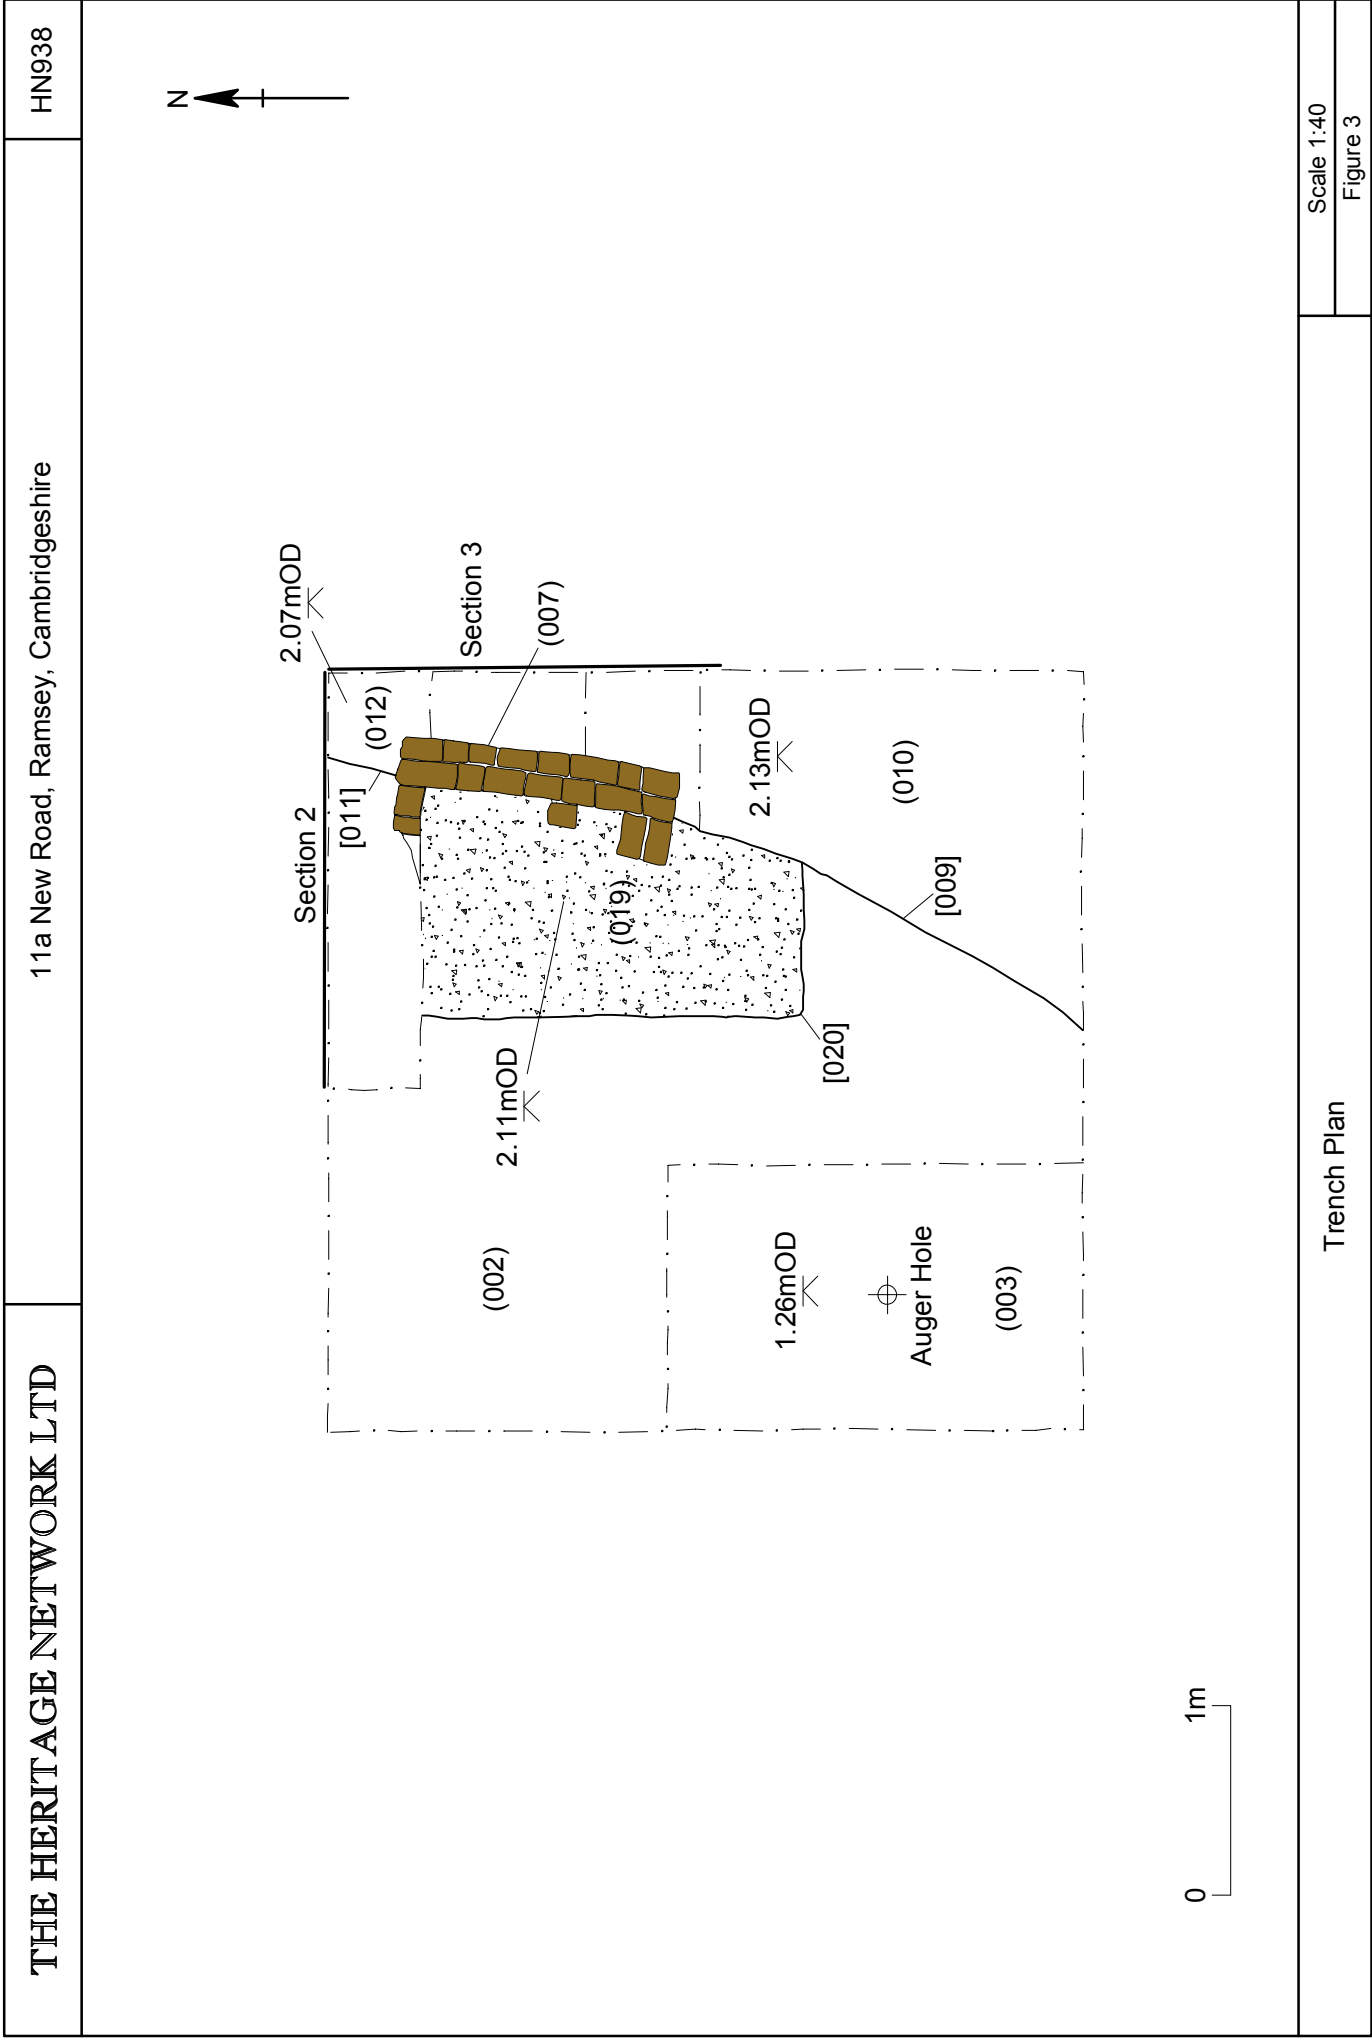 THE HERITAGE NETWORK LTD
11a New Road, Ramsey, Cambridgeshire
HN938
N
Section 2
2.07mOD
[011]
(012)
Section 3
(007)
2.11mOD
(019)
(002)
2.13mOD
1.26mOD
[020]
(010)
Auger Hole
[009]
(003)
0
1m
Trench Plan
Scale 1:40
Figure 3